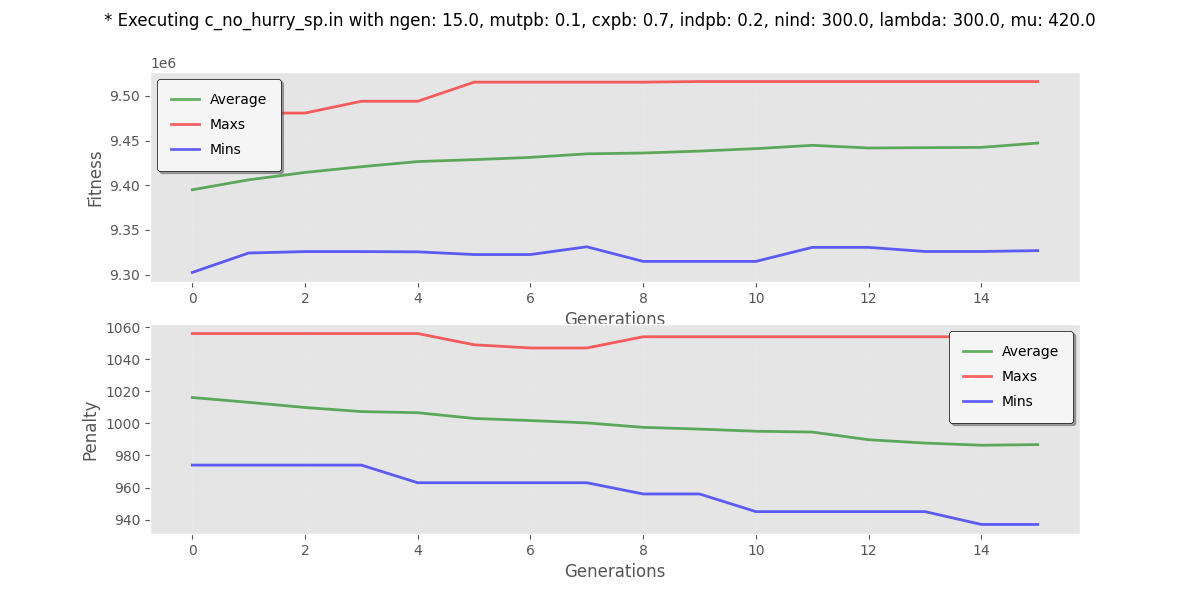 * Executing c_no_hurry_sp.in with ngen: 15.0, mutpb: 0.1, cxpb: 0.7, indpb: 0.2, nind: 300.0, lambda: 300.0, mu: 420.0
1e6
Fitness
9.50
9.45
9.40
9.35
9.30
Average
Maxs
Mins
0 2 4 6 8 10 12 14
Generations
Penalty
1060
1040
1020
1000
980
960
940
Average
Maxs
Mins
0 2 4 6 8 10 12 14
Generations